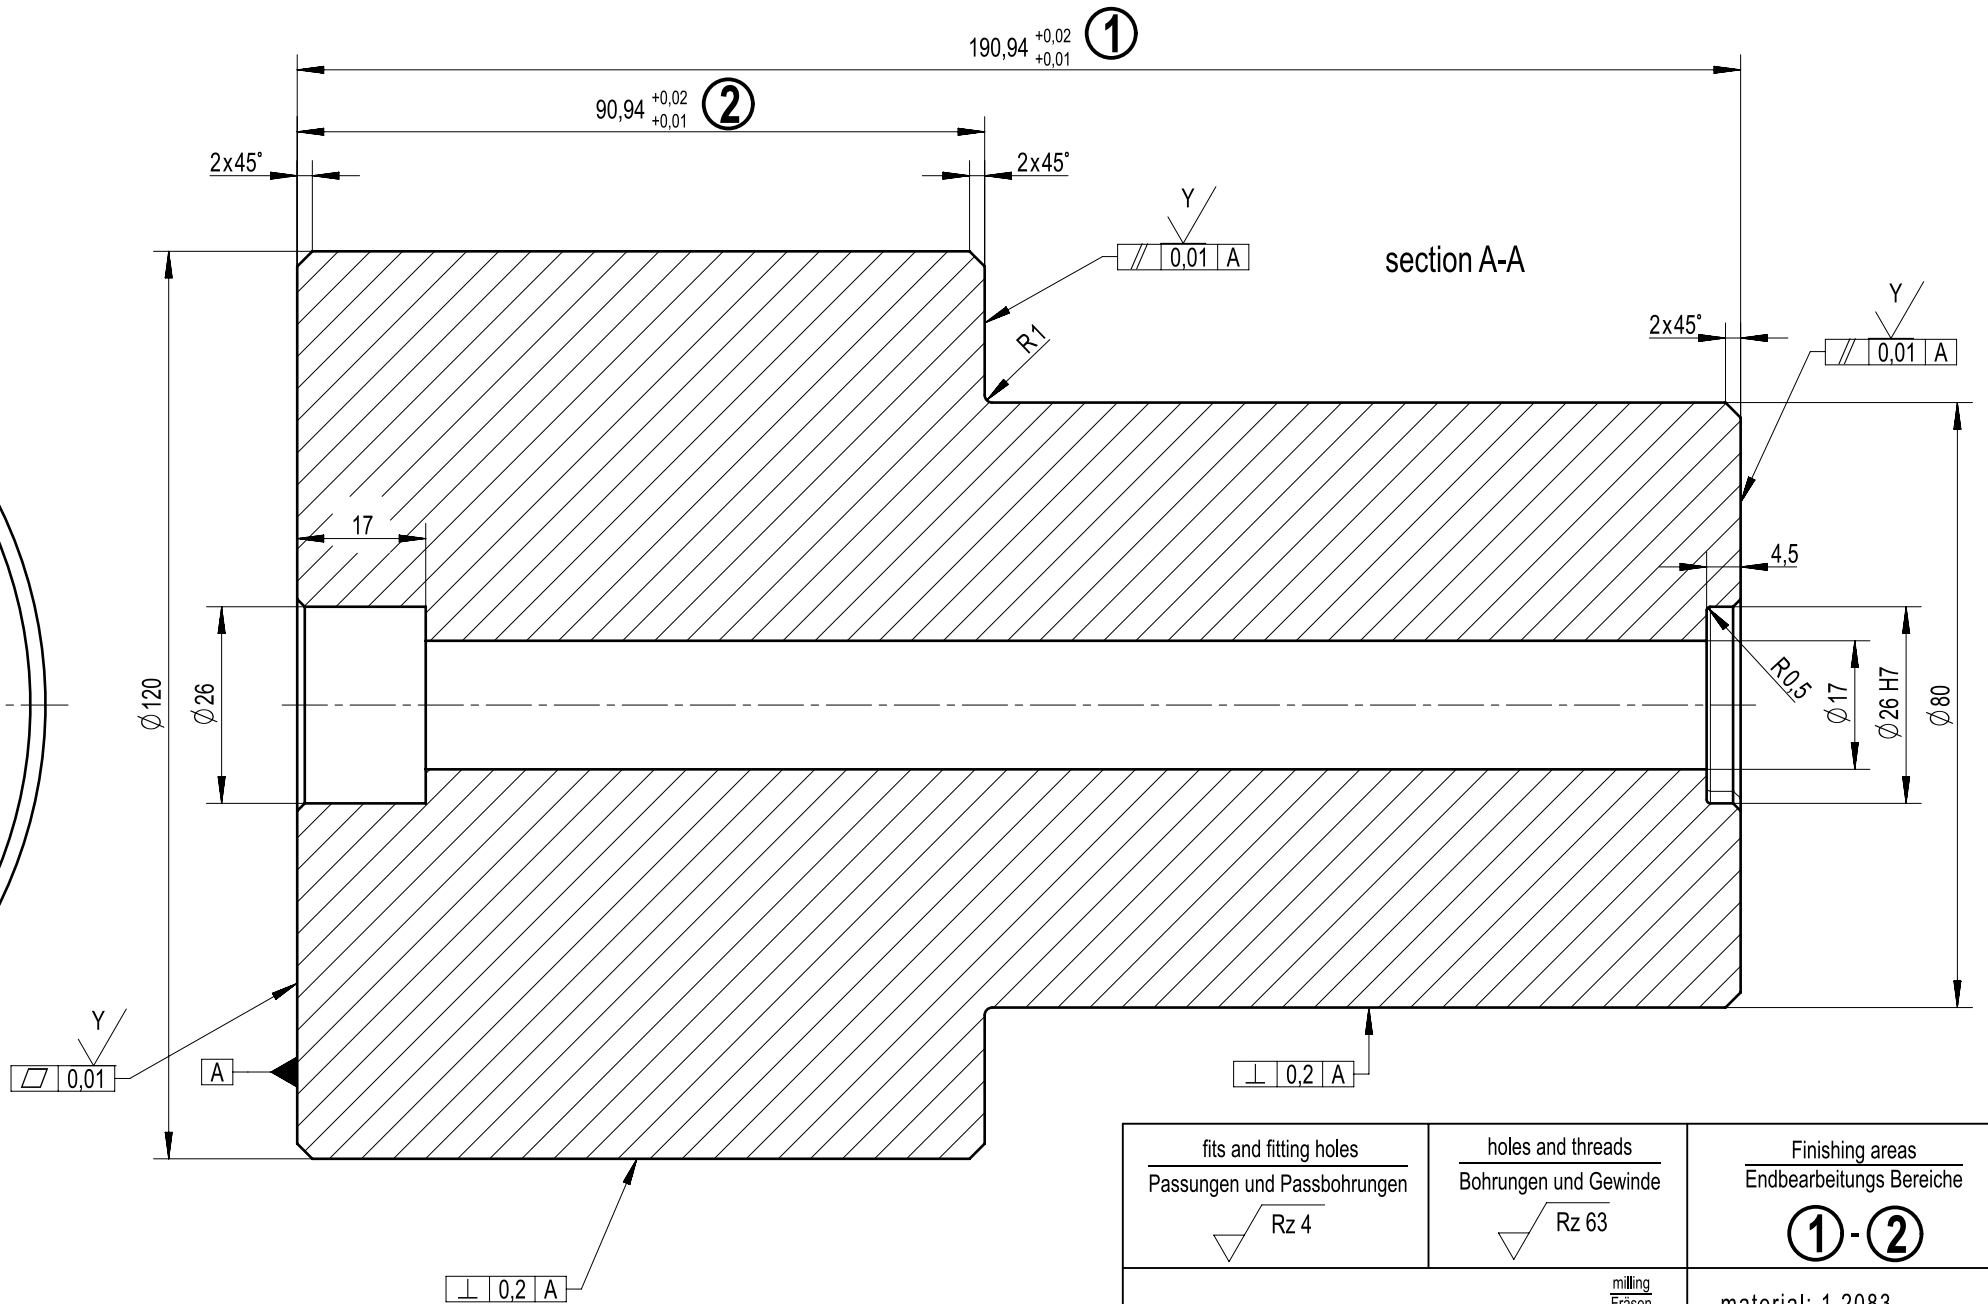 190,94 +0,02 +0,01 1
90,94 +0,02 +0,01 2
2x45° 2x45°
Y
// 0,01 A
section A-A
Y
2x45°
// 0,01 A
R1
17
4,5
Ø120
Ø26
R0,5
Ø17
Ø26 H7
Ø80
Y
⏥ 0,01
A
⊥ 0,2 A
⊥ 0,2 A
fits and fitting holes
Passungen und Passbohrungen
Rz 4
holes and threads
Bohrungen und Gewinde
Rz 63
Finishing areas
Endbearbeitungs Bereiche
1 - 2
milling
Fräsen
material: 1.2083